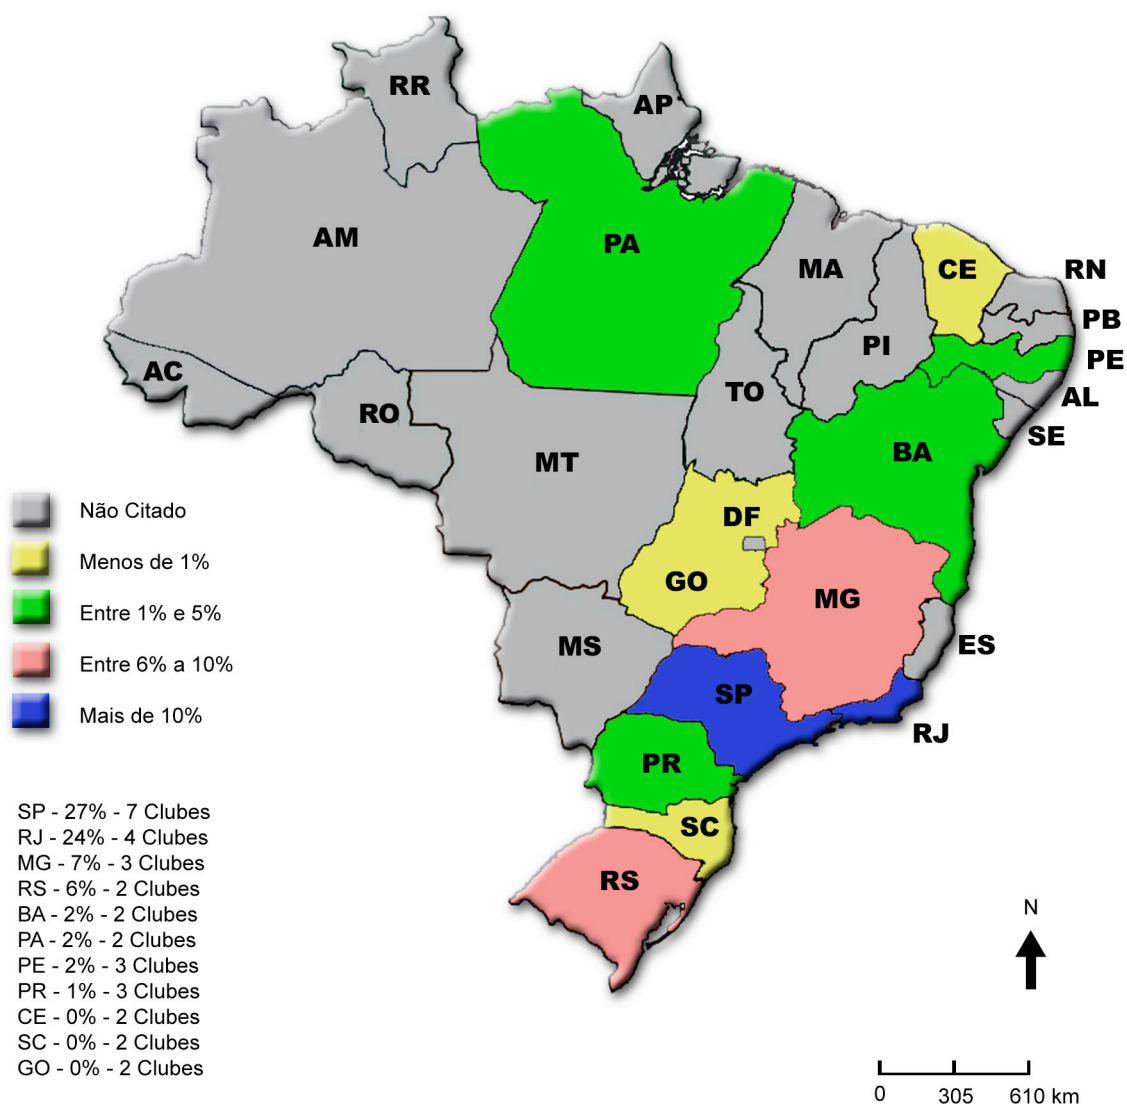 RR
AP
AM
PA
MA
CE
RN
PB
PI
PE
AC
TO
AL
RO
SE
BA
MT
DF
GO
MG
MS
ES
SP
RJ
PR
SC
RS
Não Citado
Menos de 1%
Entre 1% e 5%
Entre 6% a 10%
Mais de 10%
SP - 27% - 7 Clubes
RJ - 24% - 4 Clubes
MG - 7% - 3 Clubes
RS - 6% - 2 Clubes
BA - 2% - 2 Clubes
PA - 2% - 2 Clubes
PE - 2% - 3 Clubes
PR - 1% - 3 Clubes
CE - 0% - 2 Clubes
SC - 0% - 2 Clubes
GO - 0% - 2 Clubes
N
0 305 610 km